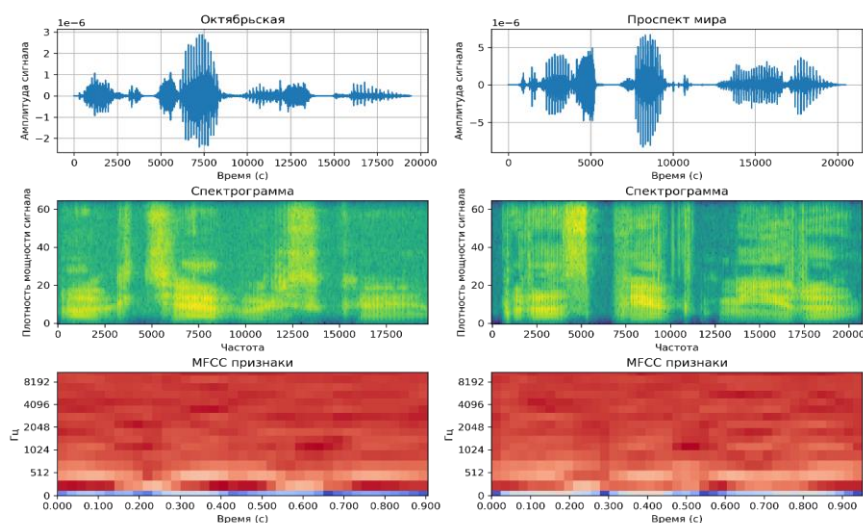 Октябрьская
1e−6
Амплитуда сигнала
3
2
1
0
−1
−2
0 2500 5000 7500 10000 12500 15000 17500 20000
Время (с)
Проспект мира
1e−6
Амплитуда сигнала
5
0
−5
0 5000 10000 15000 20000
Время (с)
Спектрограмма
Плотность мощности сигнала
60
40
20
0
0 2500 5000 7500 10000 12500 15000 17500
Частота
Спектрограмма
Плотность мощности сигнала
60
40
20
0
0 2500 5000 7500 10000 12500 15000 17500 20000
Частота
MFCC признаки
Гц
8192
4096
2048
1024
512
0
0.000 0.100 0.200 0.300 0.400 0.500 0.600 0.700 0.800 0.900
Время (с)
MFCC признаки
8192
4096
2048
1024
512
0
0.000 0.100 0.200 0.300 0.400 0.500 0.600 0.700 0.800 0.900
Время (с)